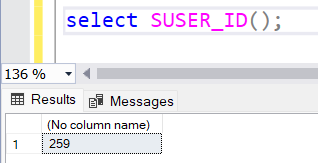 select SUSER_ID();
136 %
Results Messages
(No column name)
1 259